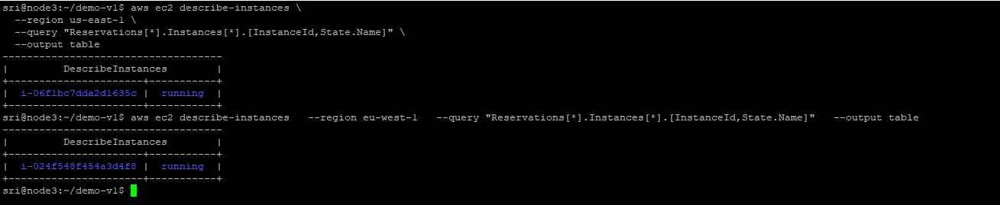 sri@node3:~/demo-v1$ aws ec2 describe-instances \
  --region us-east-1 \
  --query "Reservations[*].Instances[*].[InstanceId,State.Name]" \
  --output table
------------------------------------
|         DescribeInstances        |
+----------------------+-----------+
|  i-06f1bc7dda2d1635c |  running  |
+----------------------+-----------+
sri@node3:~/demo-v1$ aws ec2 describe-instances   --region eu-west-1   --query "Reservations[*].Instances[*].[InstanceId,State.Name]"   --output table
------------------------------------
|         DescribeInstances        |
+----------------------+-----------+
|  i-024f548f454a3d4f8 |  running  |
+----------------------+-----------+
sri@node3:~/demo-v1$